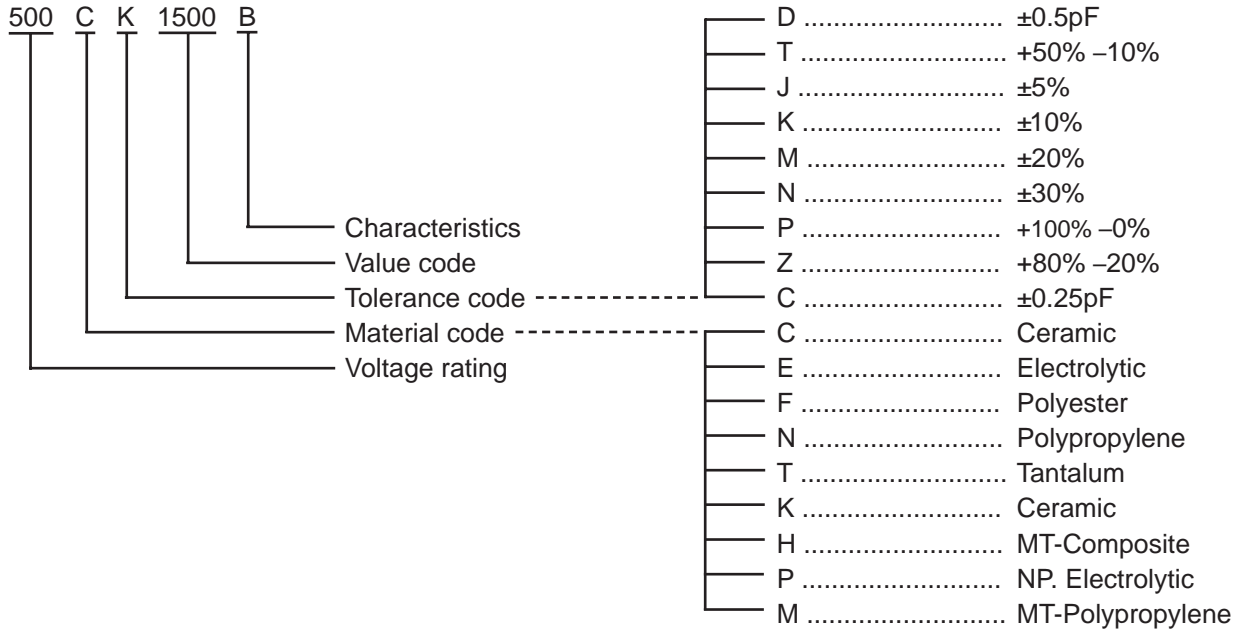 500 C K 1500 B
Characteristics
Value code
Tolerance code
Material code
Voltage rating
D ........................... ±0.5pF
T ............................ +50% –10%
J ............................ ±5%
K ........................... ±10%
M ........................... ±20%
N ........................... ±30%
P ........................... +100% –0%
Z ........................... +80% –20%
C ........................... ±0.25pF
C ........................... Ceramic
E ........................... Electrolytic
F ........................... Polyester
N ........................... Polypropylene
T ............................ Tantalum
K ........................... Ceramic
H ........................... MT-Composite
P ........................... NP. Electrolytic
M ........................... MT-Polypropylene